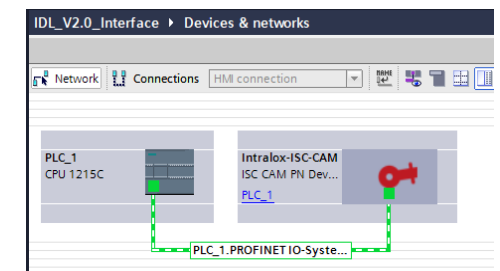 IDL_V2.0_Interface ▸ Devices & networks
Network Connections HMI connection
PLC_1
CPU 1215C
Intralox-ISC-CAM
ISC CAM PN Dev...
PLC_1
PLC_1.PROFINET IO-Syste...